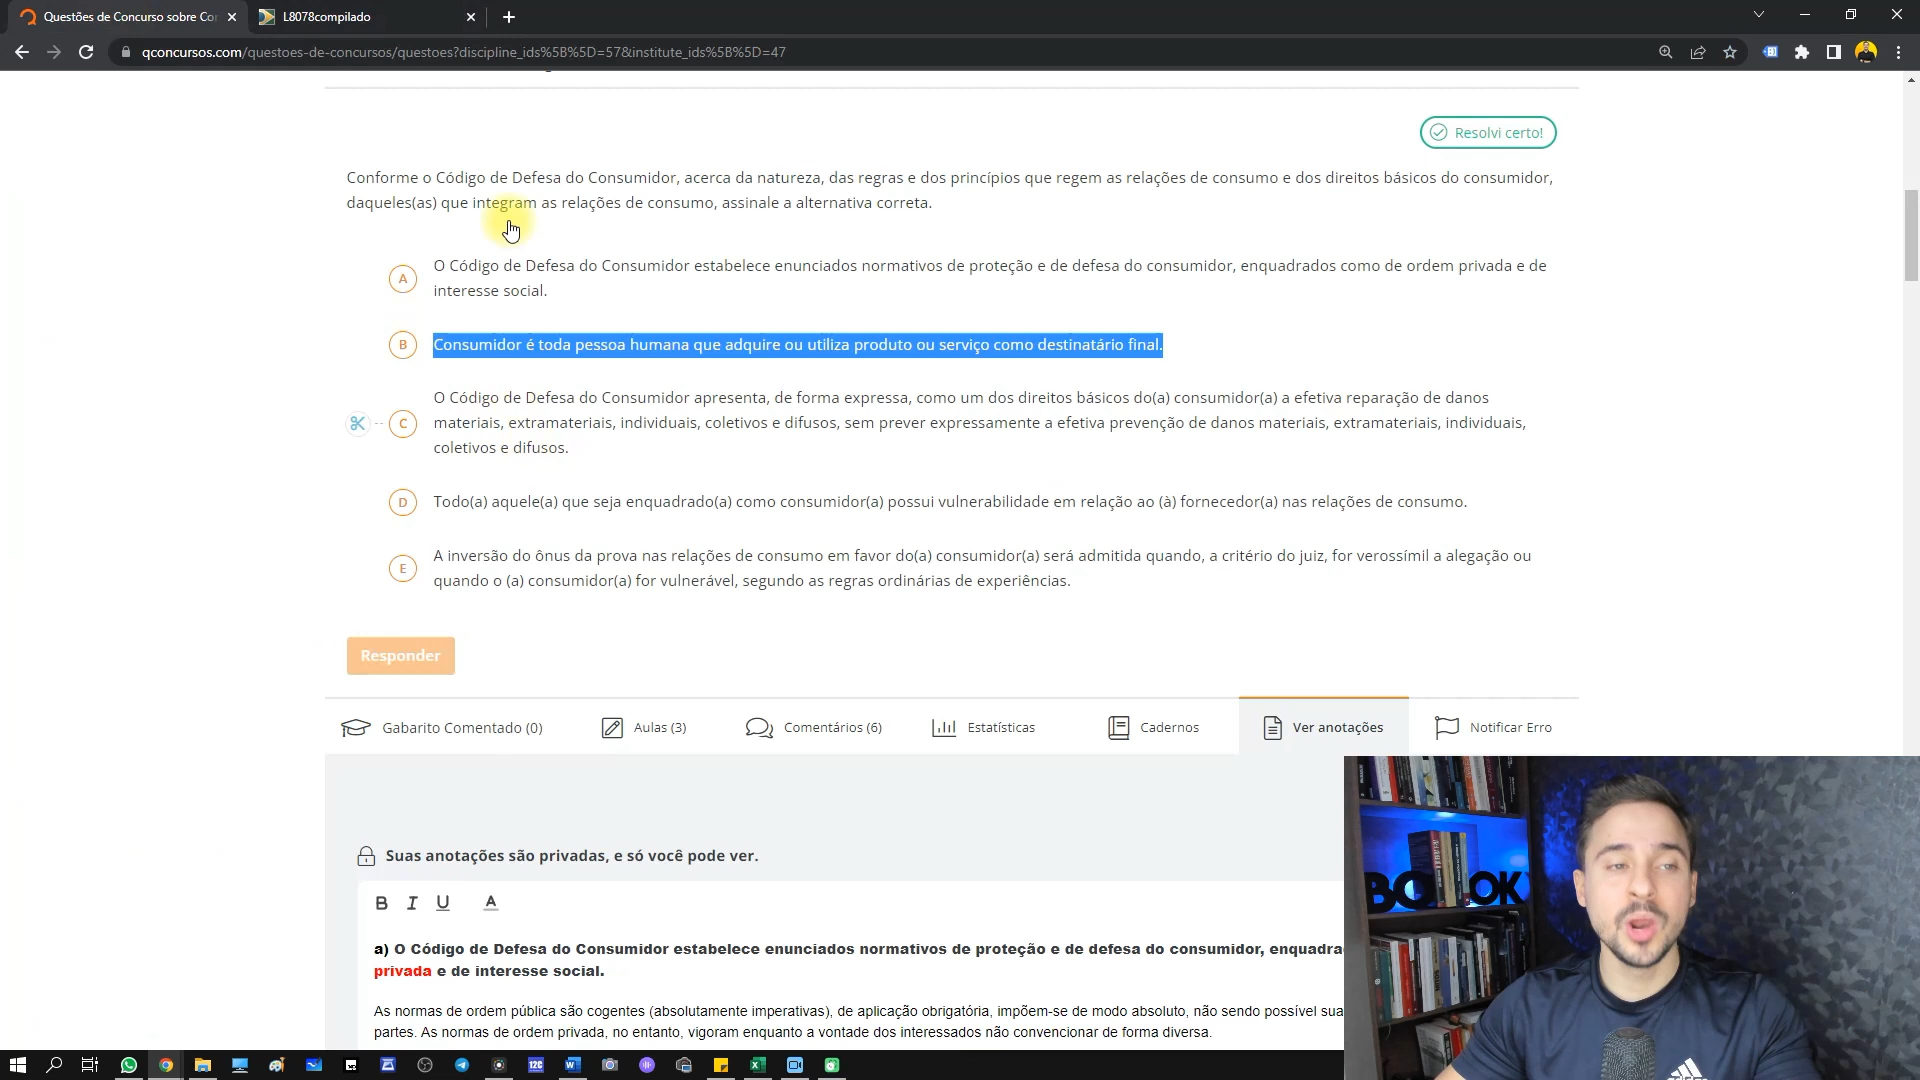 Questões de Concurso sobre Co
L8078compilado
qconcursos.com/questoes-de-concursos/questoes?discipline_ids%5B%5D=57&institute_ids%5B%5D=47
Resolvi certo!
Conforme o Código de Defesa do Consumidor, acerca da natureza, das regras e dos princípios que regem as relações de consumo e dos direitos básicos do consumidor,
daqueles(as) que integram as relações de consumo, assinale a alternativa correta.
A
O Código de Defesa do Consumidor estabelece enunciados normativos de proteção e de defesa do consumidor, enquadrados como de ordem privada e de
interesse social.
B
Consumidor é toda pessoa humana que adquire ou utiliza produto ou serviço como destinatário final.
O Código de Defesa do Consumidor apresenta, de forma expressa, como um dos direitos básicos do(a) consumidor(a) a efetiva reparação de danos
C
materiais, extramateriais, individuais, coletivos e difusos, sem prever expressamente a efetiva prevenção de danos materiais, extramateriais, individuais,
coletivos e difusos.
D
Todo(a) aquele(a) que seja enquadrado(a) como consumidor(a) possui vulnerabilidade em relação ao (à) fornecedor(a) nas relações de consumo.
E
A inversão do ônus da prova nas relações de consumo em favor do(a) consumidor(a) será admitida quando, a critério do juiz, for verossímil a alegação ou
quando o (a) consumidor(a) for vulnerável, segundo as regras ordinárias de experiências.
Responder
Gabarito Comentado (0)
Aulas (3)
Comentários (6)
Estatísticas
Cadernos
Ver anotações
Notificar Erro
Suas anotações são privadas, e só você pode ver.
B I U A
a) O Código de Defesa do Consumidor estabelece enunciados normativos de proteção e de defesa do consumidor, enquadra
privada e de interesse social.
As normas de ordem pública são cogentes (absolutamente imperativas), de aplicação obrigatória, impõem-se de modo absoluto, não sendo possível sua
partes. As normas de ordem privada, no entanto, vigoram enquanto a vontade dos interessados não convencionar de forma diversa.
BOOK
adidas
12C